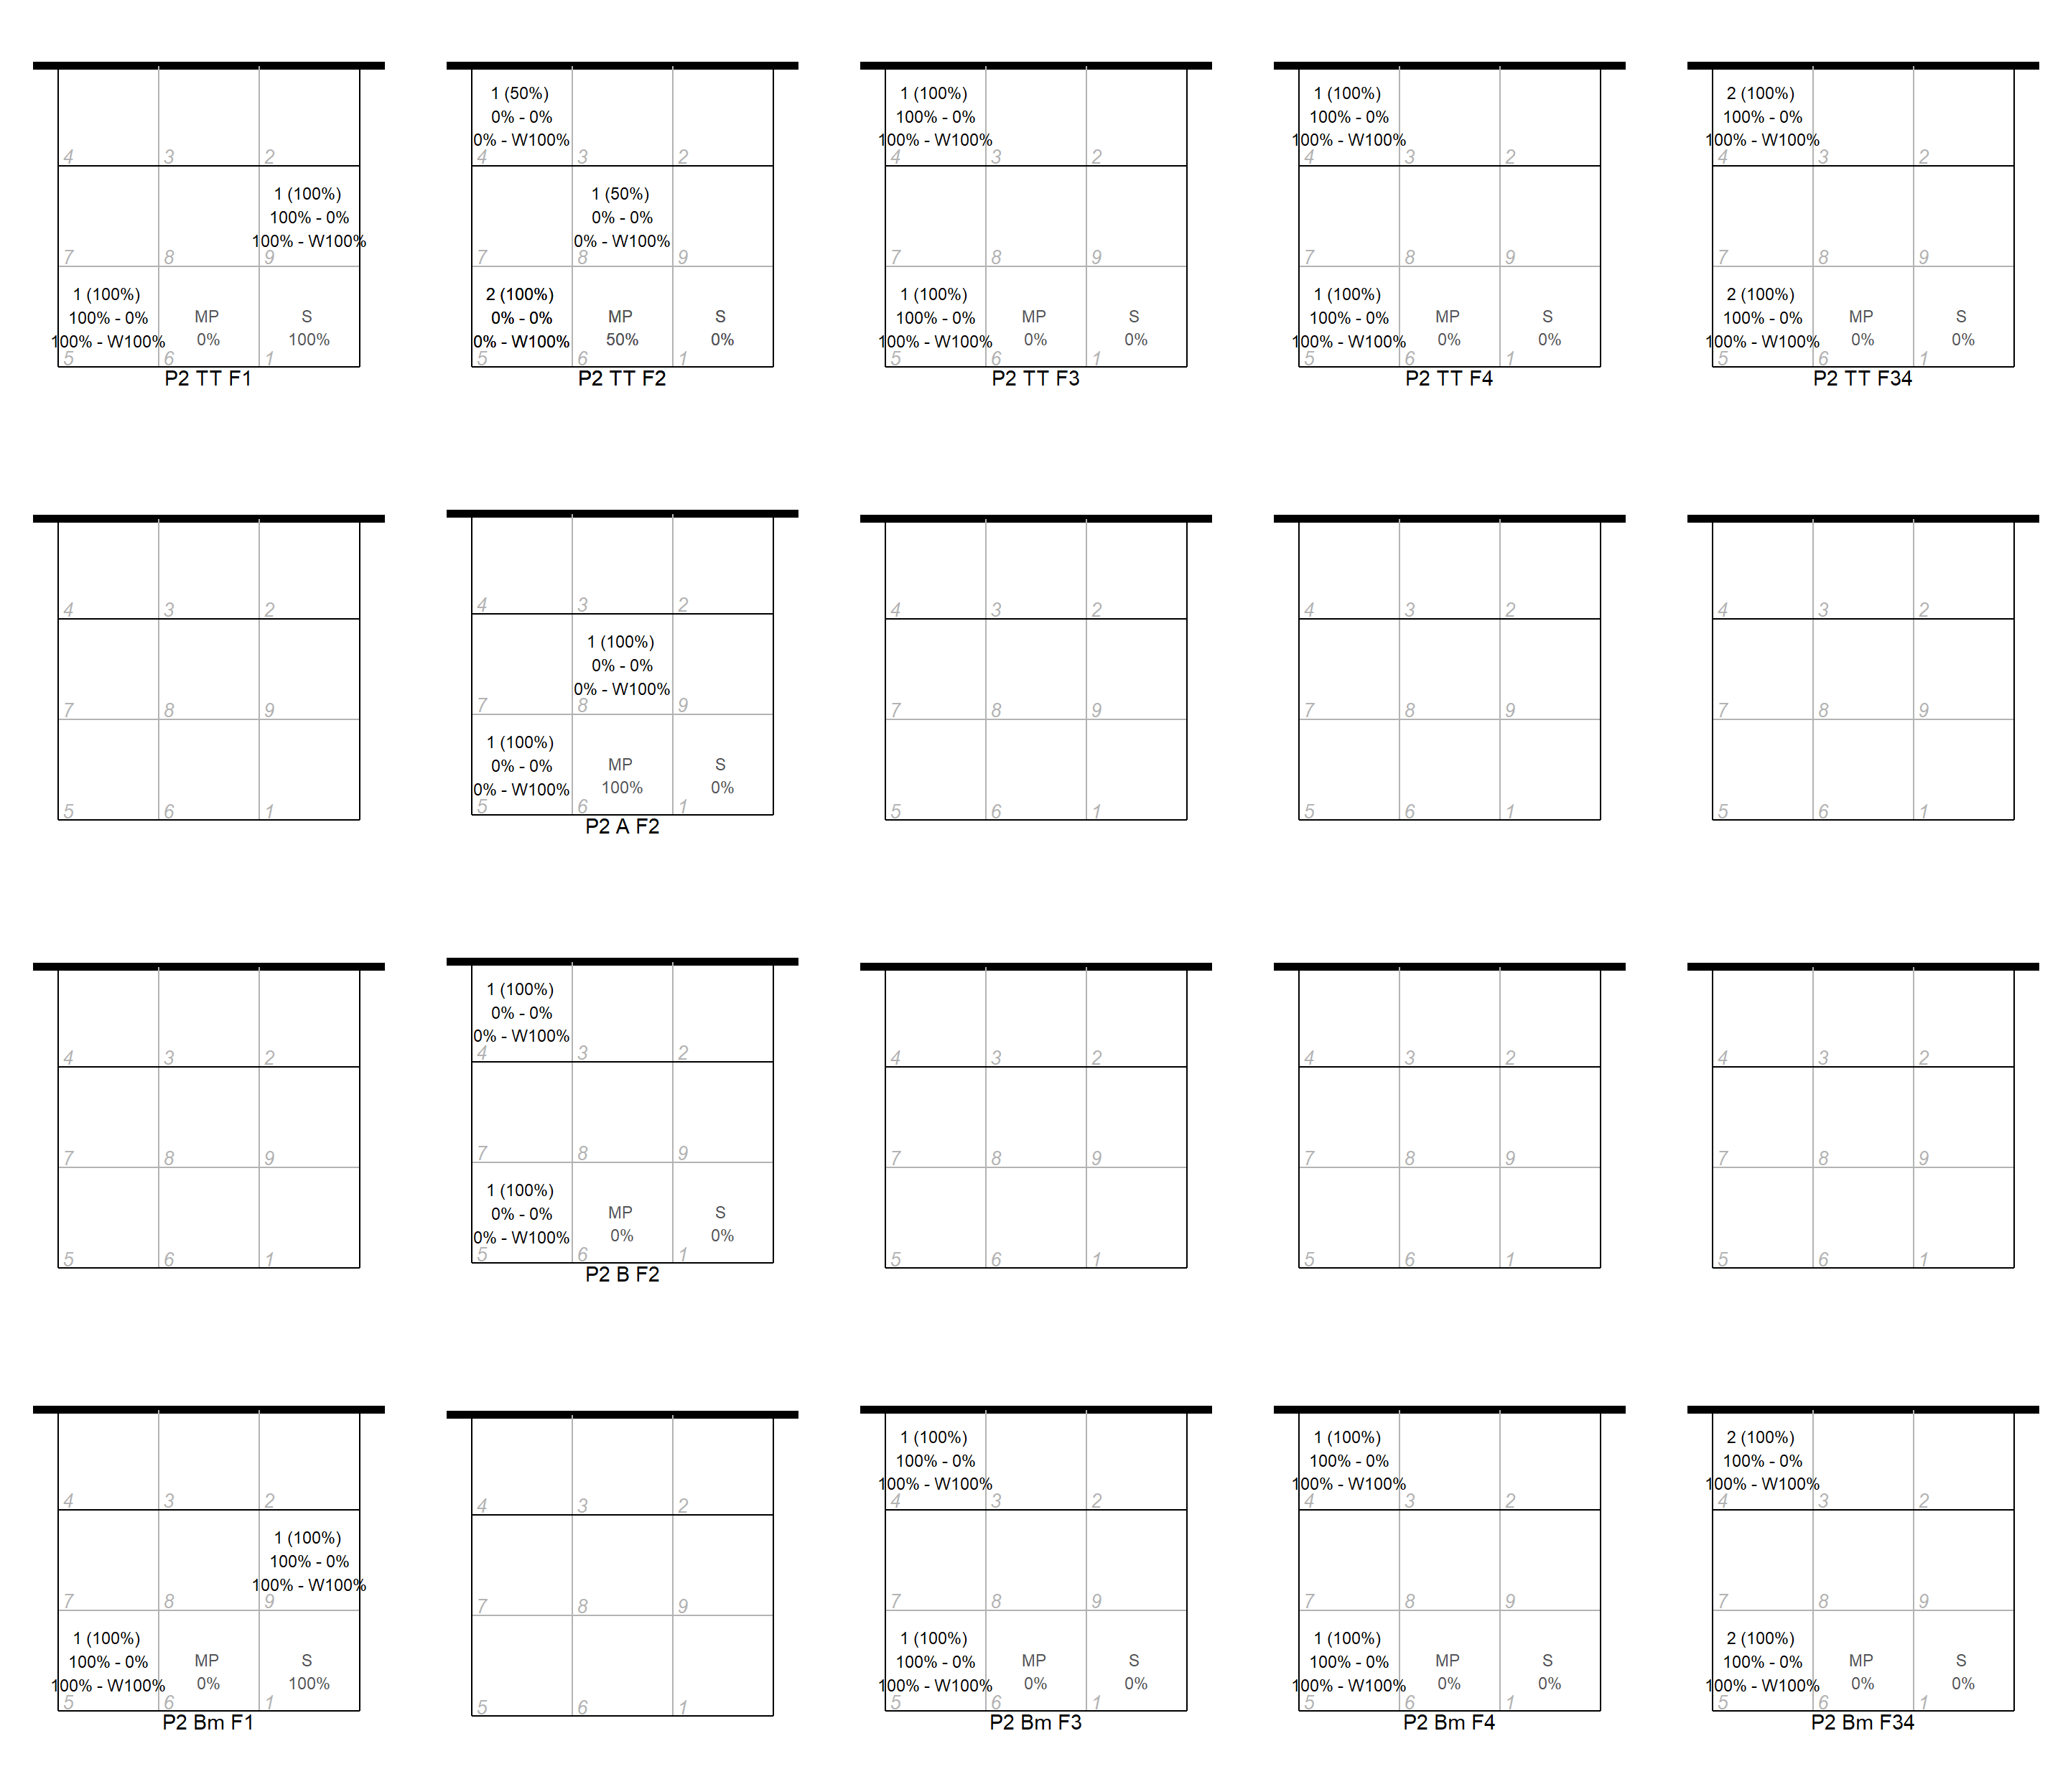 1 (100%)
100% - 0%
100% - W100%
1 (100%)
100% - 0%
100% - W100%
MP
0%
S
100%
4 3 2
7 8 9
5 6 1
P2 TT F1
1 (50%)
0% - 0%
0% - W100%
1 (50%)
0% - 0%
0% - W100%
2 (100%)
0% - 0%
0% - W100%
MP
50%
S
0%
4 3 2
7 8 9
5 6 1
P2 TT F2
1 (100%)
100% - 0%
100% - W100%
1 (100%)
100% - 0%
100% - W100%
MP
0%
S
0%
4 3 2
7 8 9
5 6 1
P2 TT F3
1 (100%)
100% - 0%
100% - W100%
1 (100%)
100% - 0%
100% - W100%
MP
0%
S
0%
4 3 2
7 8 9
5 6 1
P2 TT F4
2 (100%)
100% - 0%
100% - W100%
2 (100%)
100% - 0%
100% - W100%
MP
0%
S
0%
4 3 2
7 8 9
5 6 1
P2 TT F34
4 3 2
7 8 9
5 6 1
1 (100%)
0% - 0%
0% - W100%
1 (100%)
0% - 0%
0% - W100%
MP
100%
S
0%
4 3 2
7 8 9
5 6 1
P2 A F2
4 3 2
7 8 9
5 6 1
4 3 2
7 8 9
5 6 1
4 3 2
7 8 9
5 6 1
4 3 2
7 8 9
5 6 1
1 (100%)
0% - 0%
0% - W100%
1 (100%)
0% - 0%
0% - W100%
MP
0%
S
0%
4 3 2
7 8 9
5 6 1
P2 B F2
4 3 2
7 8 9
5 6 1
4 3 2
7 8 9
5 6 1
4 3 2
7 8 9
5 6 1
1 (100%)
100% - 0%
100% - W100%
1 (100%)
100% - 0%
100% - W100%
MP
0%
S
100%
4 3 2
7 8 9
5 6 1
P2 Bm F1
4 3 2
7 8 9
5 6 1
1 (100%)
100% - 0%
100% - W100%
1 (100%)
100% - 0%
100% - W100%
MP
0%
S
0%
4 3 2
7 8 9
5 6 1
P2 Bm F3
1 (100%)
100% - 0%
100% - W100%
1 (100%)
100% - 0%
100% - W100%
MP
0%
S
0%
4 3 2
7 8 9
5 6 1
P2 Bm F4
2 (100%)
100% - 0%
100% - W100%
2 (100%)
100% - 0%
100% - W100%
MP
0%
S
0%
4 3 2
7 8 9
5 6 1
P2 Bm F34